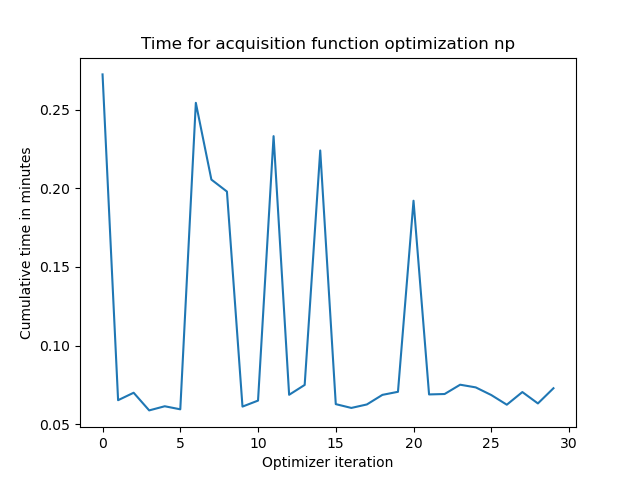 Time for acquisition function optimization np
Cumulative time in minutes
0.25
0.20
0.15
0.10
0.05
0 5 10 15 20 25 30
Optimizer iteration